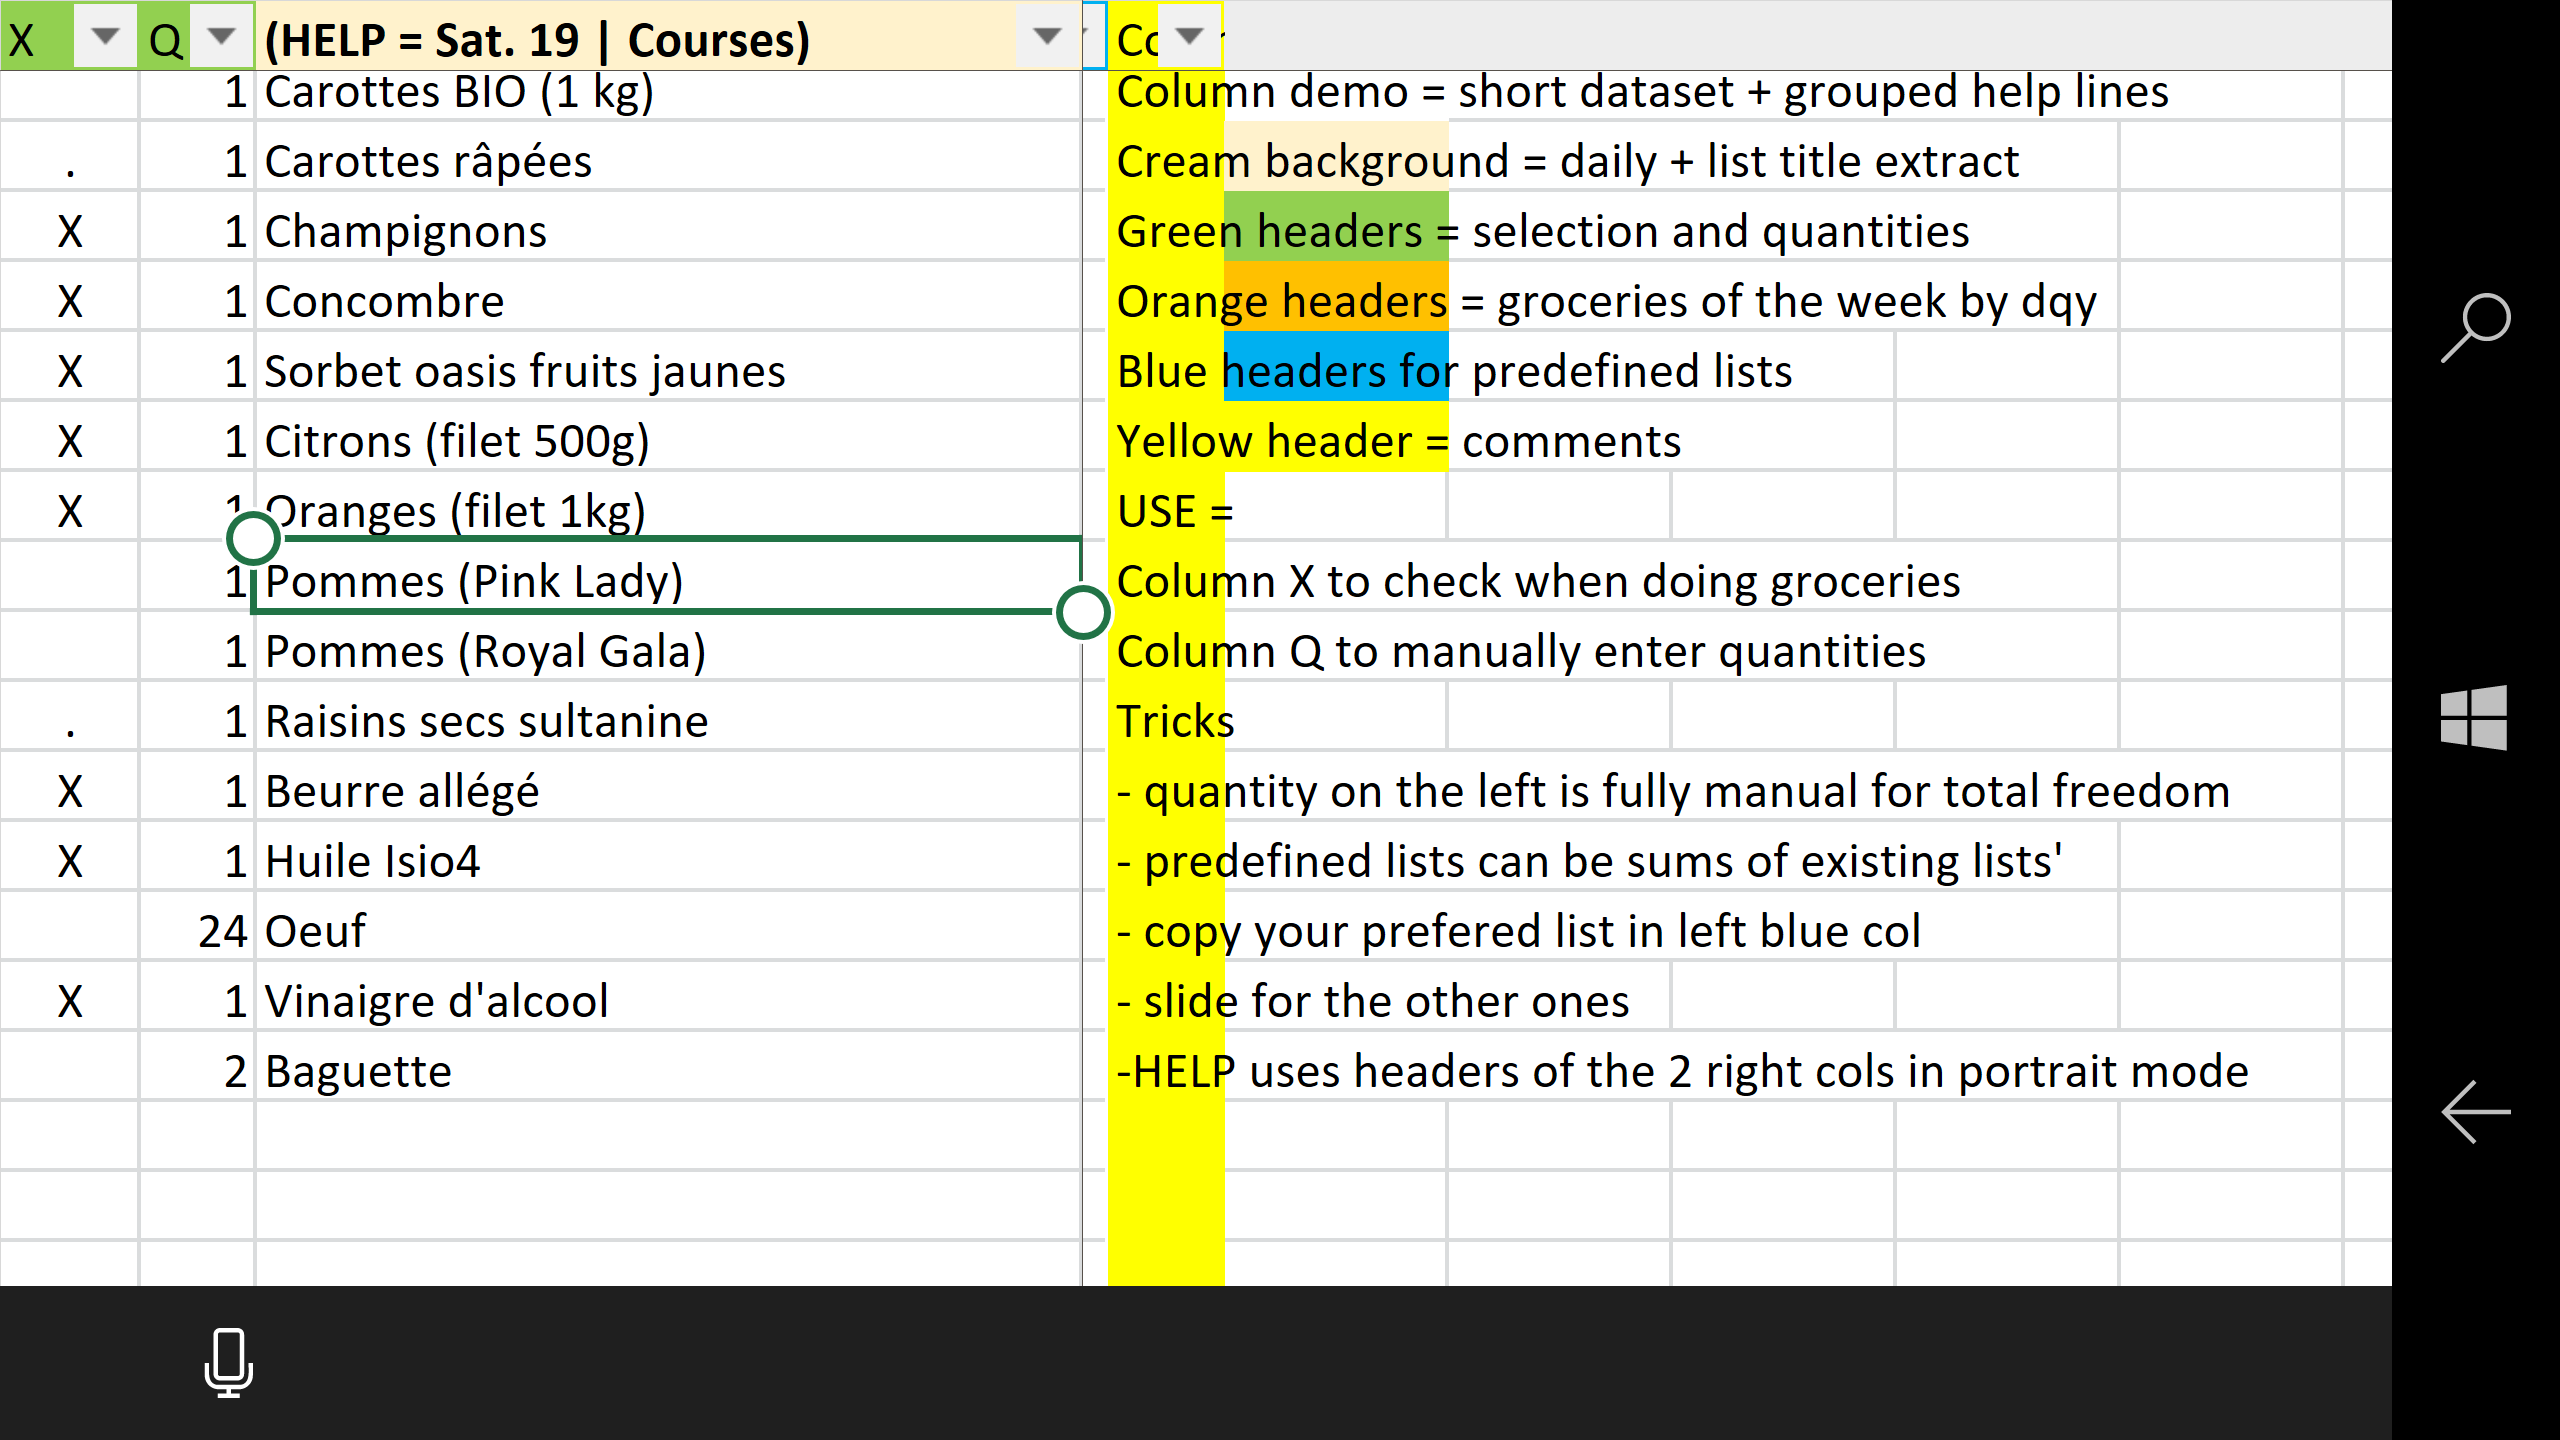 X Q (HELP = Sat. 19 | Courses)
1 Carottes BIO (1 kg) Column demo = short dataset + grouped help lines
. 1 Carottes râpées Cream background = daily + list title extract
X 1 Champignons Green headers = selection and quantities
X 1 Concombre Orange headers = groceries of the week by dqy
X 1 Sorbet oasis fruits jaunes Blue headers for predefined lists
X 1 Citrons (filet 500g) Yellow header = comments
X 1 Oranges (filet 1kg) USE =
1 Pommes (Pink Lady) Column X to check when doing groceries
1 Pommes (Royal Gala) Column Q to manually enter quantities
. 1 Raisins secs sultanine Tricks
X 1 Beurre allégé - quantity on the left is fully manual for total freedom
X 1 Huile Isio4 - predefined lists can be sums of existing lists'
24 Oeuf - copy your prefered list in left blue col
X 1 Vinaigre d'alcool - slide for the other ones
2 Baguette -HELP uses headers of the 2 right cols in portrait mode